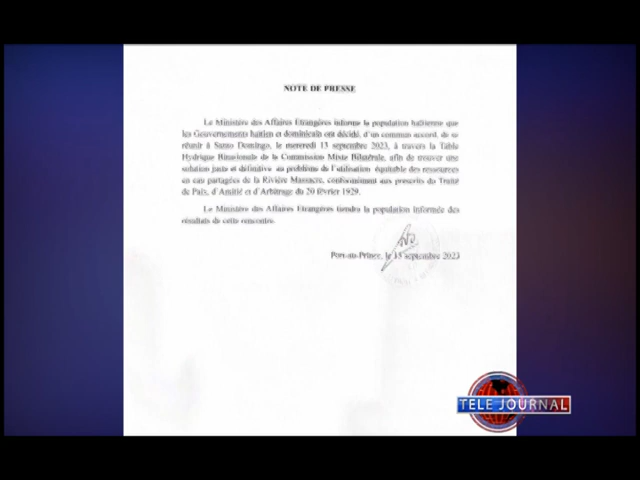 NOTE DE PRESSE
Le Ministère des Affaires Etrangères informe la population haïtienne que
les Gouvernements haïtien et dominicain ont décidé, d'un commun accord, de se
réunir à Santo Domingo, le mercredi 13 septembre 2023, à travers la Table
Hydrique Binationale de la Commission Mixte Bilatérale, afin de trouver une
solution juste et définitive au problème de l'utilisation équitable des ressources
en eau partagées de la Rivière Massacre, conformément aux prescrits du Traité
de Paix, d'Amitié et d'Arbitrage du 20 février 1929.
Le Ministère des Affaires Etrangères tiendra la population informée des
résultats de cette rencontre.
Port-au-Prince, le 13 septembre 2023
TELE JOURNAL